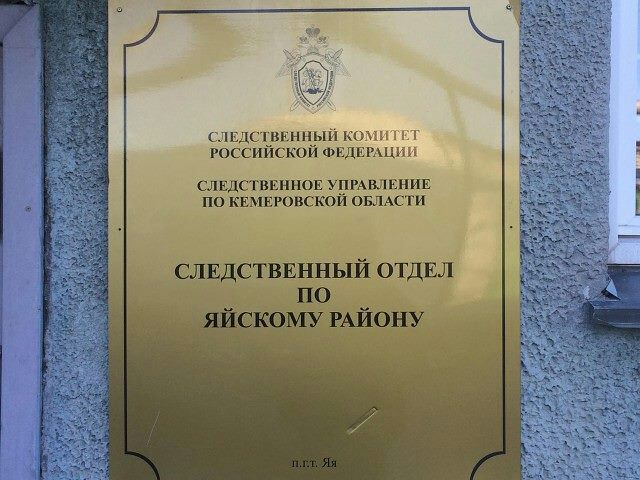 СЛЕДСТВЕННЫЙ КОМИТЕТ
РОССИЙСКОЙ ФЕДЕРАЦИИ
СЛЕДСТВЕННОЕ УПРАВЛЕНИЕ
ПО КЕМЕРОВСКОЙ ОБЛАСТИ
СЛЕДСТВЕННЫЙ ОТДЕЛ
ПО
ЯЙСКОМУ РАЙОНУ
п.г.т. Яя